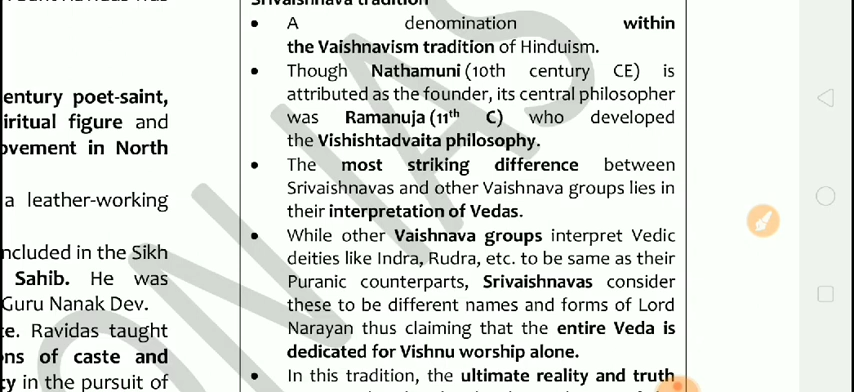 entury poet-saint,
iritual figure and
ovement in North
a leather-working
ncluded in the Sikh
Sahib. He was
Guru Nanak Dev.
te. Ravidas taught
ns of caste and
cy in the pursuit of
Srivaishnava tradition
• A denomination within
the Vaishnavism tradition of Hinduism.
• Though Nathamuni (10th century CE) is
attributed as the founder, its central philosopher
was Ramanuja (11th C) who developed
the Vishishtadvaita philosophy.
• The most striking difference between
Srivaishnavas and other Vaishnava groups lies in
their interpretation of Vedas.
• While other Vaishnava groups interpret Vedic
deities like Indra, Rudra, etc. to be same as their
Puranic counterparts, Srivaishnavas consider
these to be different names and forms of Lord
Narayan thus claiming that the entire Veda is
dedicated for Vishnu worship alone.
• In this tradition, the ultimate reality and truth
ON IAS